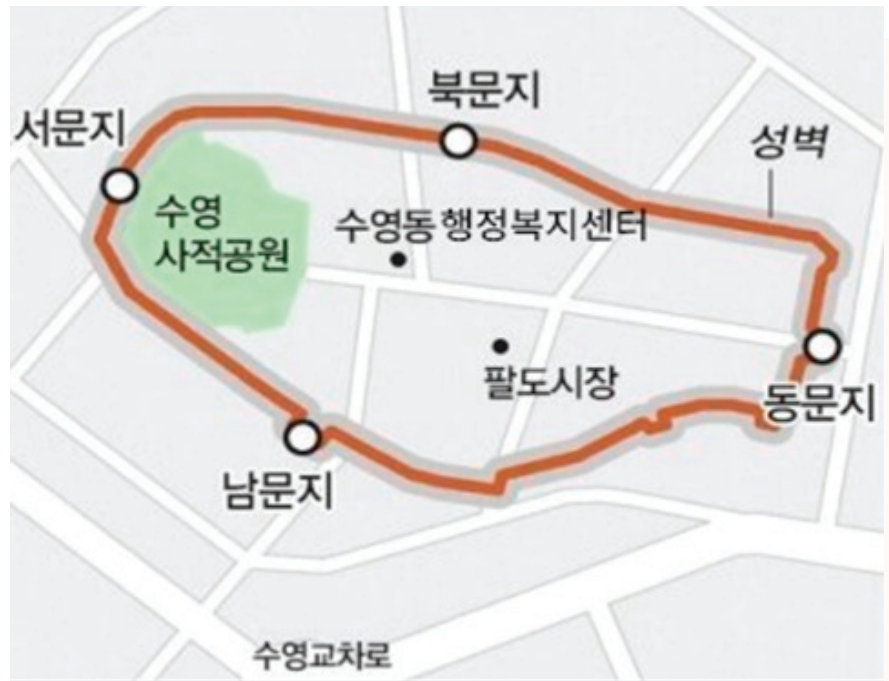 북문지
서문지
성벽
수영
사적공원
수영동 행정복지센터
팔도시장
동문지
남문지
수영교차로